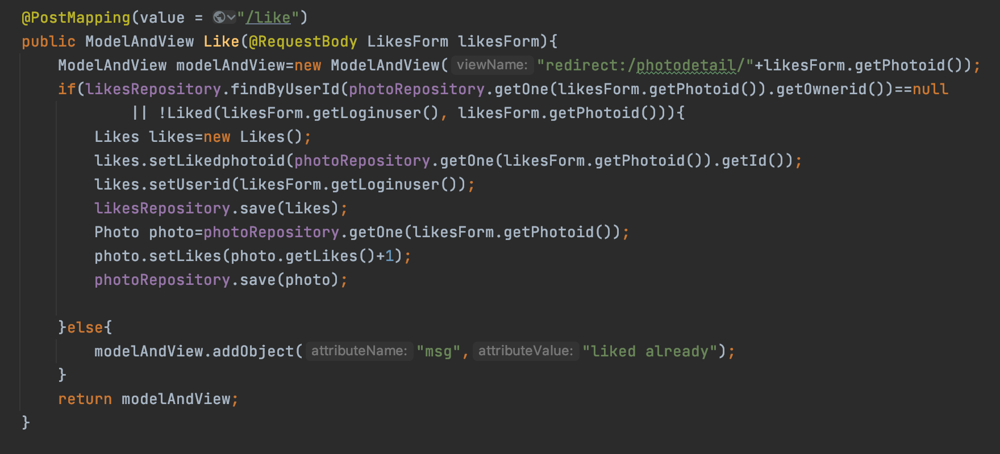 @PostMapping(value = "/like")
public ModelAndView Like(@RequestBody LikesForm likesForm){
    ModelAndView modelAndView=new ModelAndView( viewName: "redirect:/photodetail/"+likesForm.getPhotoid());
    if(likesRepository.findByUserId(photoRepository.getOne(likesForm.getPhotoid()).getOwnerid())==null
            || !Liked(likesForm.getLoginuser(), likesForm.getPhotoid())){
        Likes likes=new Likes();
        likes.setLikedphotoid(photoRepository.getOne(likesForm.getPhotoid()).getId());
        likes.setUserid(likesForm.getLoginuser());
        likesRepository.save(likes);
        Photo photo=photoRepository.getOne(likesForm.getPhotoid());
        photo.setLikes(photo.getLikes()+1);
        photoRepository.save(photo);

    }else{
        modelAndView.addObject( attributeName: "msg", attributeValue: "liked already");
    }
    return modelAndView;
}